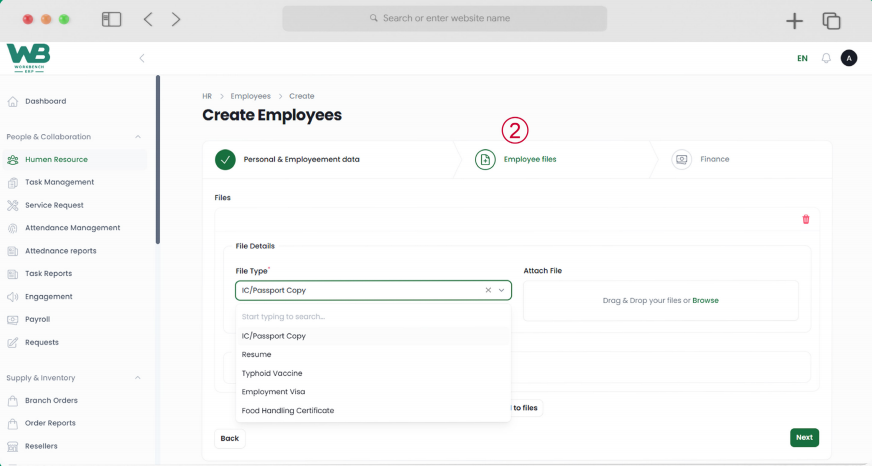 Search or enter website name
WB
WORKBENCH
ERP
EN
A
Dashboard
People & Collaboration
Human Resource
Task Management
Service Request
Attendance Management
Attednance reports
Task Reports
Engagement
Payroll
Requests
Supply & Inventory
Branch Orders
Order Reports
Resellers
HR > Employees > Create
Create Employees
2
Personal & Employeement data
Employee files
Finance
Files
File Details
File Type*
Attach File
IC/Passport Copy
Drag & Drop your files or Browse
Start typing to search...
IC/Passport Copy
Resume
Typhoid Vaccine
Employment Visa
Food Handling Certificate
to files
Back
Next